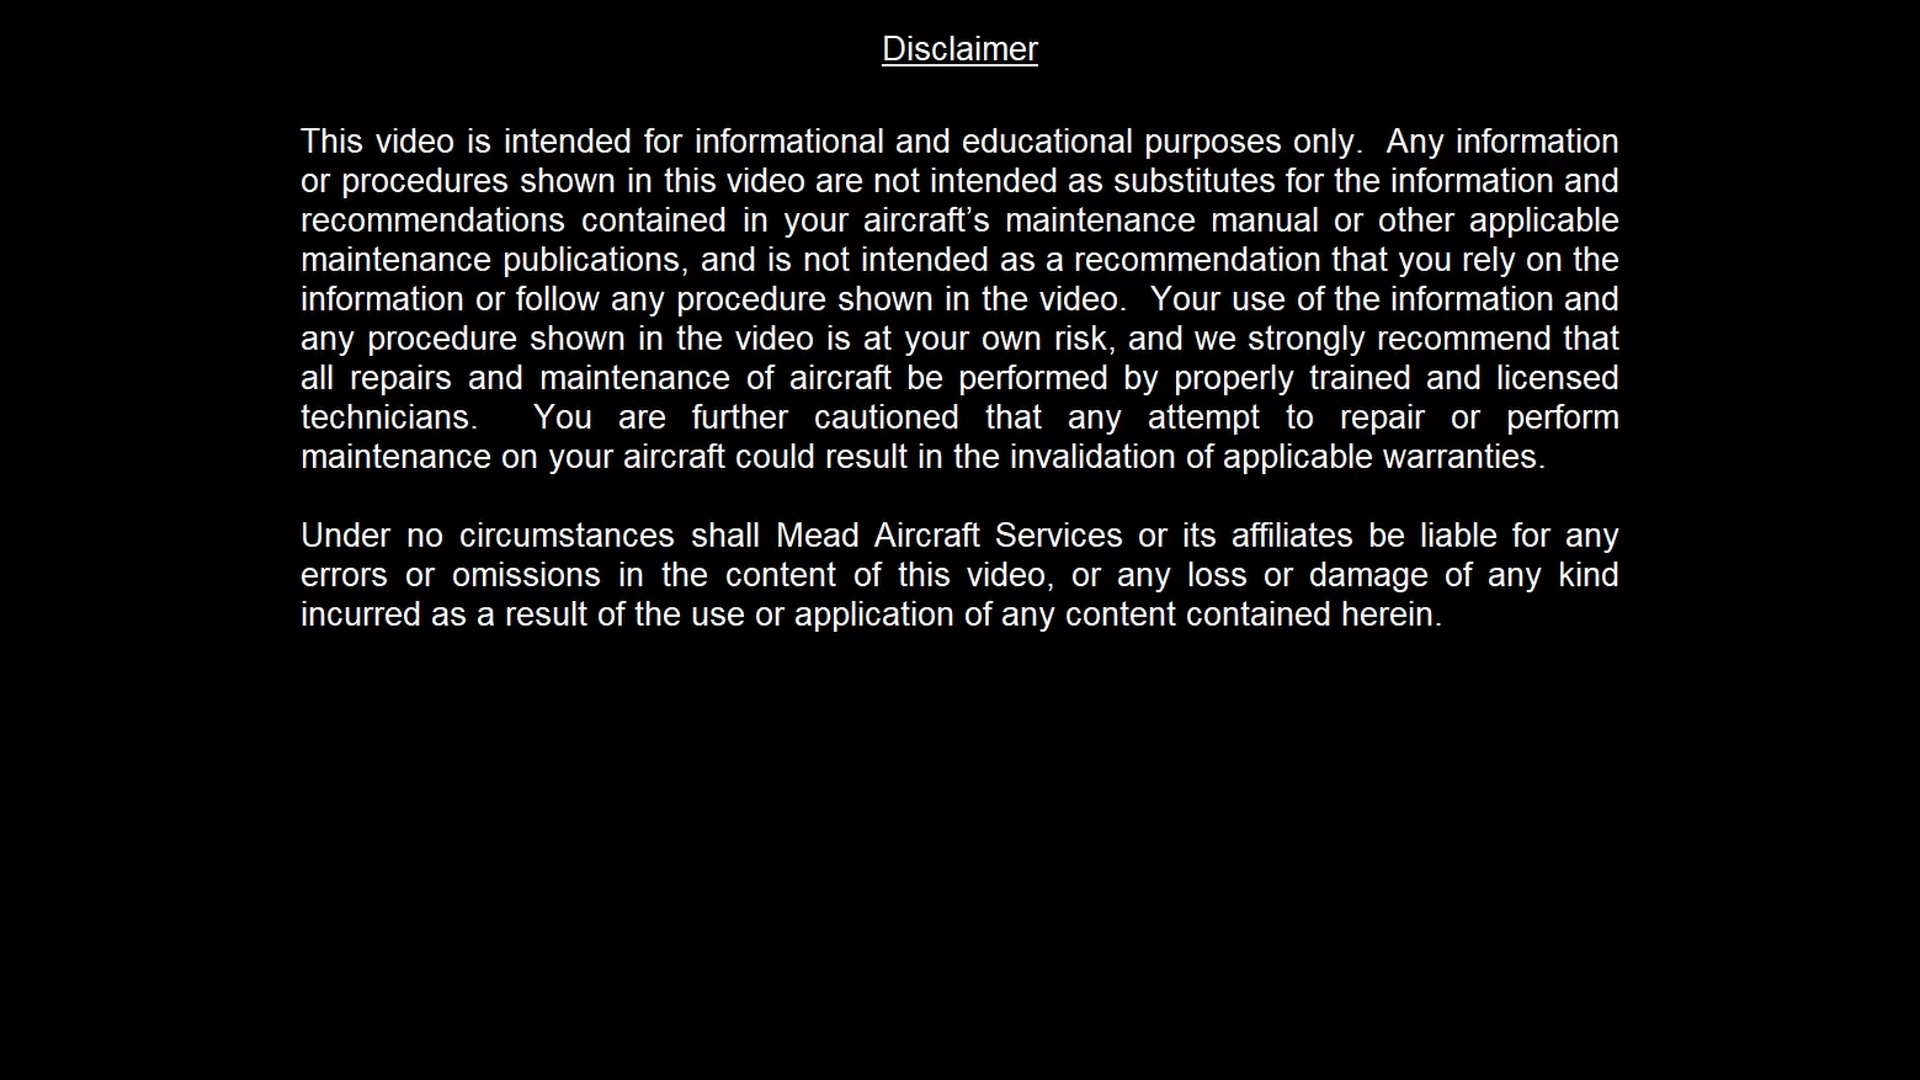 Disclaimer
This video is intended for informational and educational purposes only.  Any information
or procedures shown in this video are not intended as substitutes for the information and
recommendations contained in your aircraft’s maintenance manual or other applicable
maintenance publications, and is not intended as a recommendation that you rely on the
information or follow any procedure shown in the video.  Your use of the information and
any procedure shown in the video is at your own risk, and we strongly recommend that
all repairs and maintenance of aircraft be performed by properly trained and licensed
technicians.  You are further cautioned that any attempt to repair or perform
maintenance on your aircraft could result in the invalidation of applicable warranties.
Under no circumstances shall Mead Aircraft Services or its affiliates be liable for any
errors or omissions in the content of this video, or any loss or damage of any kind
incurred as a result of the use or application of any content contained herein.